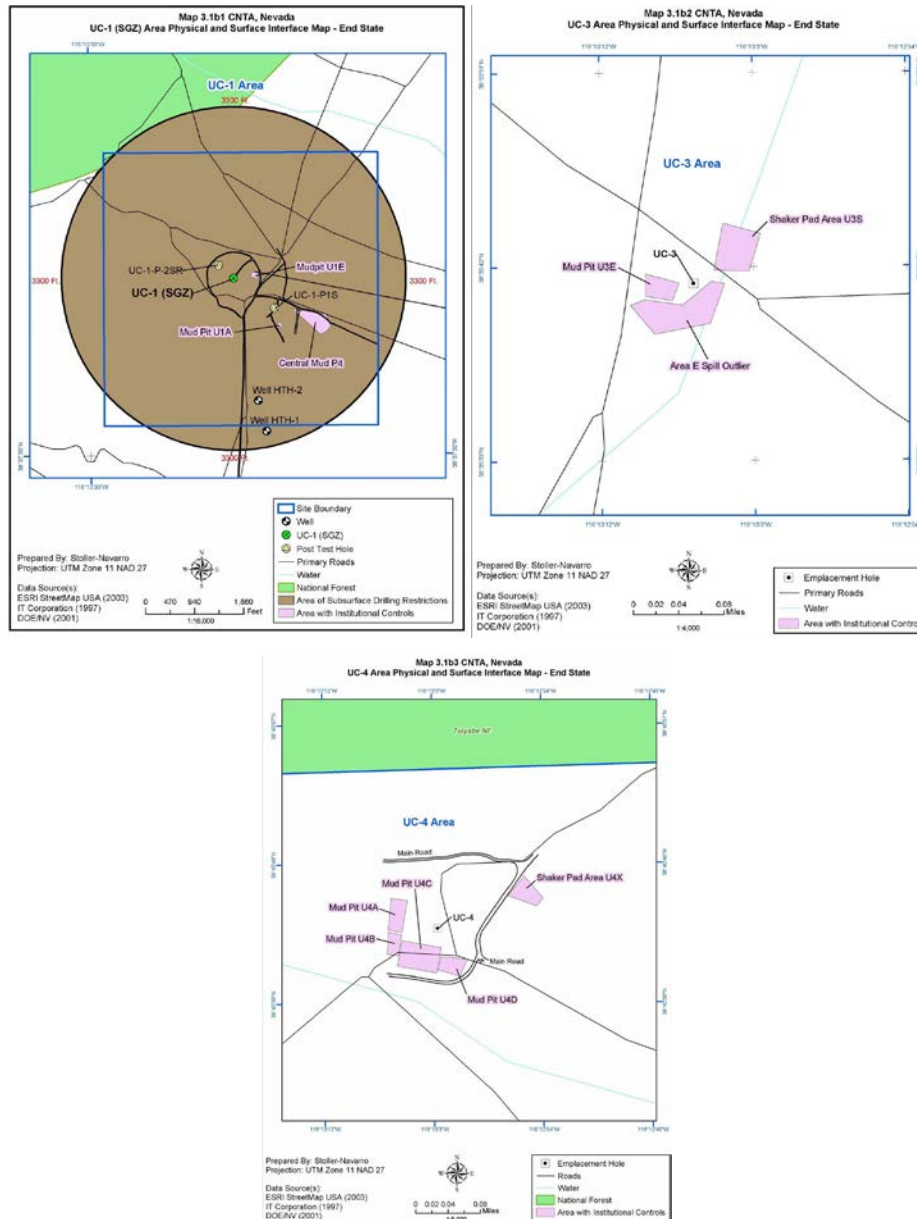 Map 3.1b1 CNTA, Nevada
UC-1 (SGZ) Area Physical and Surface Interface Map - End State
UC-1 Area
3300 Ft.
3300 Ft.
3300 Ft.
UC-1-P-2SR
Mudpit U1E
UC-1 (SGZ)
UC-1-P1S
Mud Pit U1A
Central Mud Pit
Well HTH-2
Well HTH-1
3300 Ft.
Site Boundary
Well
UC-1 (SGZ)
Post Test Hole
Primary Roads
Water
National Forest
Area of Subsurface Drilling Restrictions
Area with Institutional Controls
Prepared By: Stoller-Navarro
Projection: UTM Zone 11 NAD 27
Data Source(s):
ESRI StreetMap USA (2003)
IT Corporation (1997)
DOE/NV (2001)
N
W E
S
0 470 940
Feet
Map 3.1b2 CNTA, Nevada
UC-3 Area Physical and Surface Interface Map - End State
UC-3 Area
Shaker Pad Area U3S
UC-3
Mud Pit U3E
Area E Spill Outlier
Prepared By: Stoller-Navarro
Projection: UTM Zone 11 NAD 27
Data Source(s):
ESRI StreetMap USA (2003)
IT Corporation (1997)
DOE/NV (2001)
N
W E
S
0 0.02 0.04 0.08
Miles
1:4,000
Emplacement Hole
Primary Roads
Water
Area with Institutional Control
Map 3.1b3 CNTA, Nevada
UC-4 Area Physical and Surface Interface Map - End State
Toiyabe NF
UC-4 Area
Main Road
Mud Pit U4C
Shaker Pad Area U4X
Mud Pit U4A
UC-4
Mud Pit U4B
Main Road
Mud Pit U4D
Prepared By: Stoller-Navarro
Projection: UTM Zone 11 NAD 27
Data Source(s):
ESRI StreetMap USA (2003)
IT Corporation (1997)
DOE/NV (2001)
N
W E
S
0 0.02 0.04 0.08
Miles
Emplacement Hole
Roads
Water
National Forest
Area with Institutional Controls